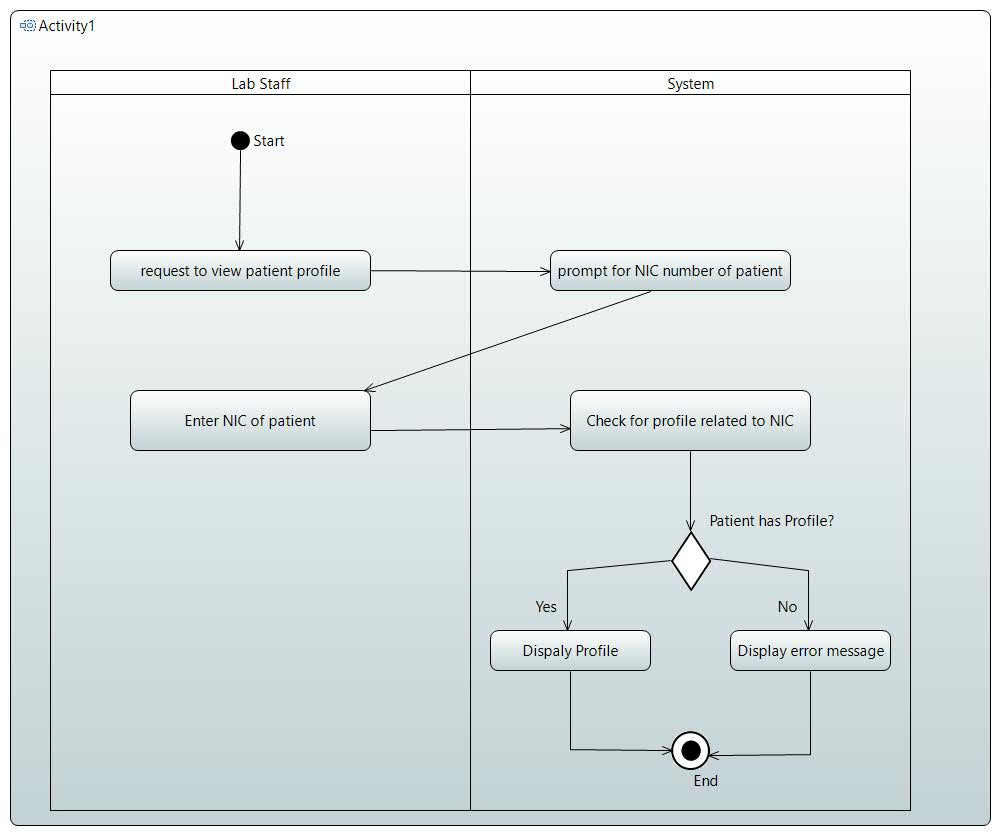 Activity1
Lab Staff
System
Start
request to view patient profile
prompt for NIC number of patient
Enter NIC of patient
Check for profile related to NIC
Patient has Profile?
Yes
No
Dispaly Profile
Display error message
End